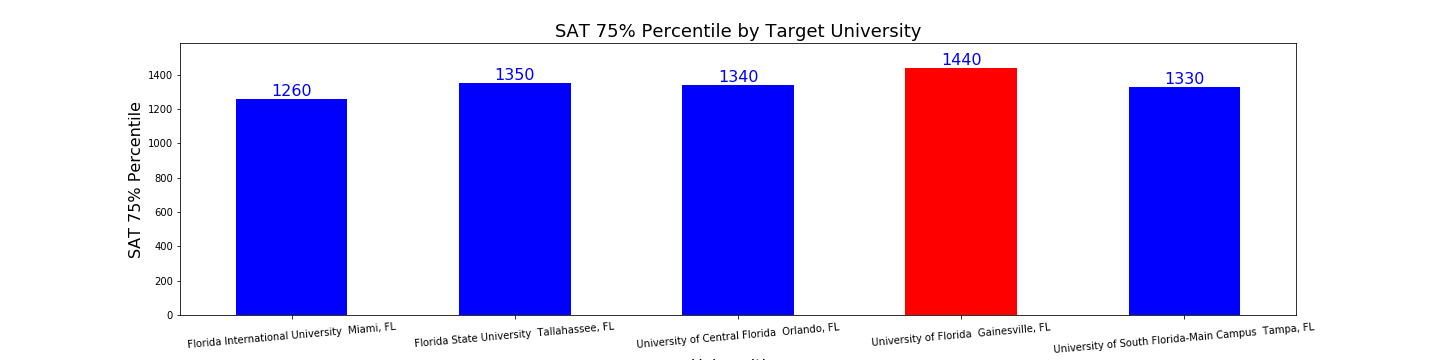 SAT 75% Percentile by Target University
SAT 75% Percentile
1400
1200
1000
800
600
400
200
0
1260
1350
1340
1440
1330
Florida International University  Miami, FL
Florida State University  Tallahassee, FL
University of Central Florida  Orlando, FL
University of Florida  Gainesville, FL
University of South Florida-Main Campus  Tampa, FL